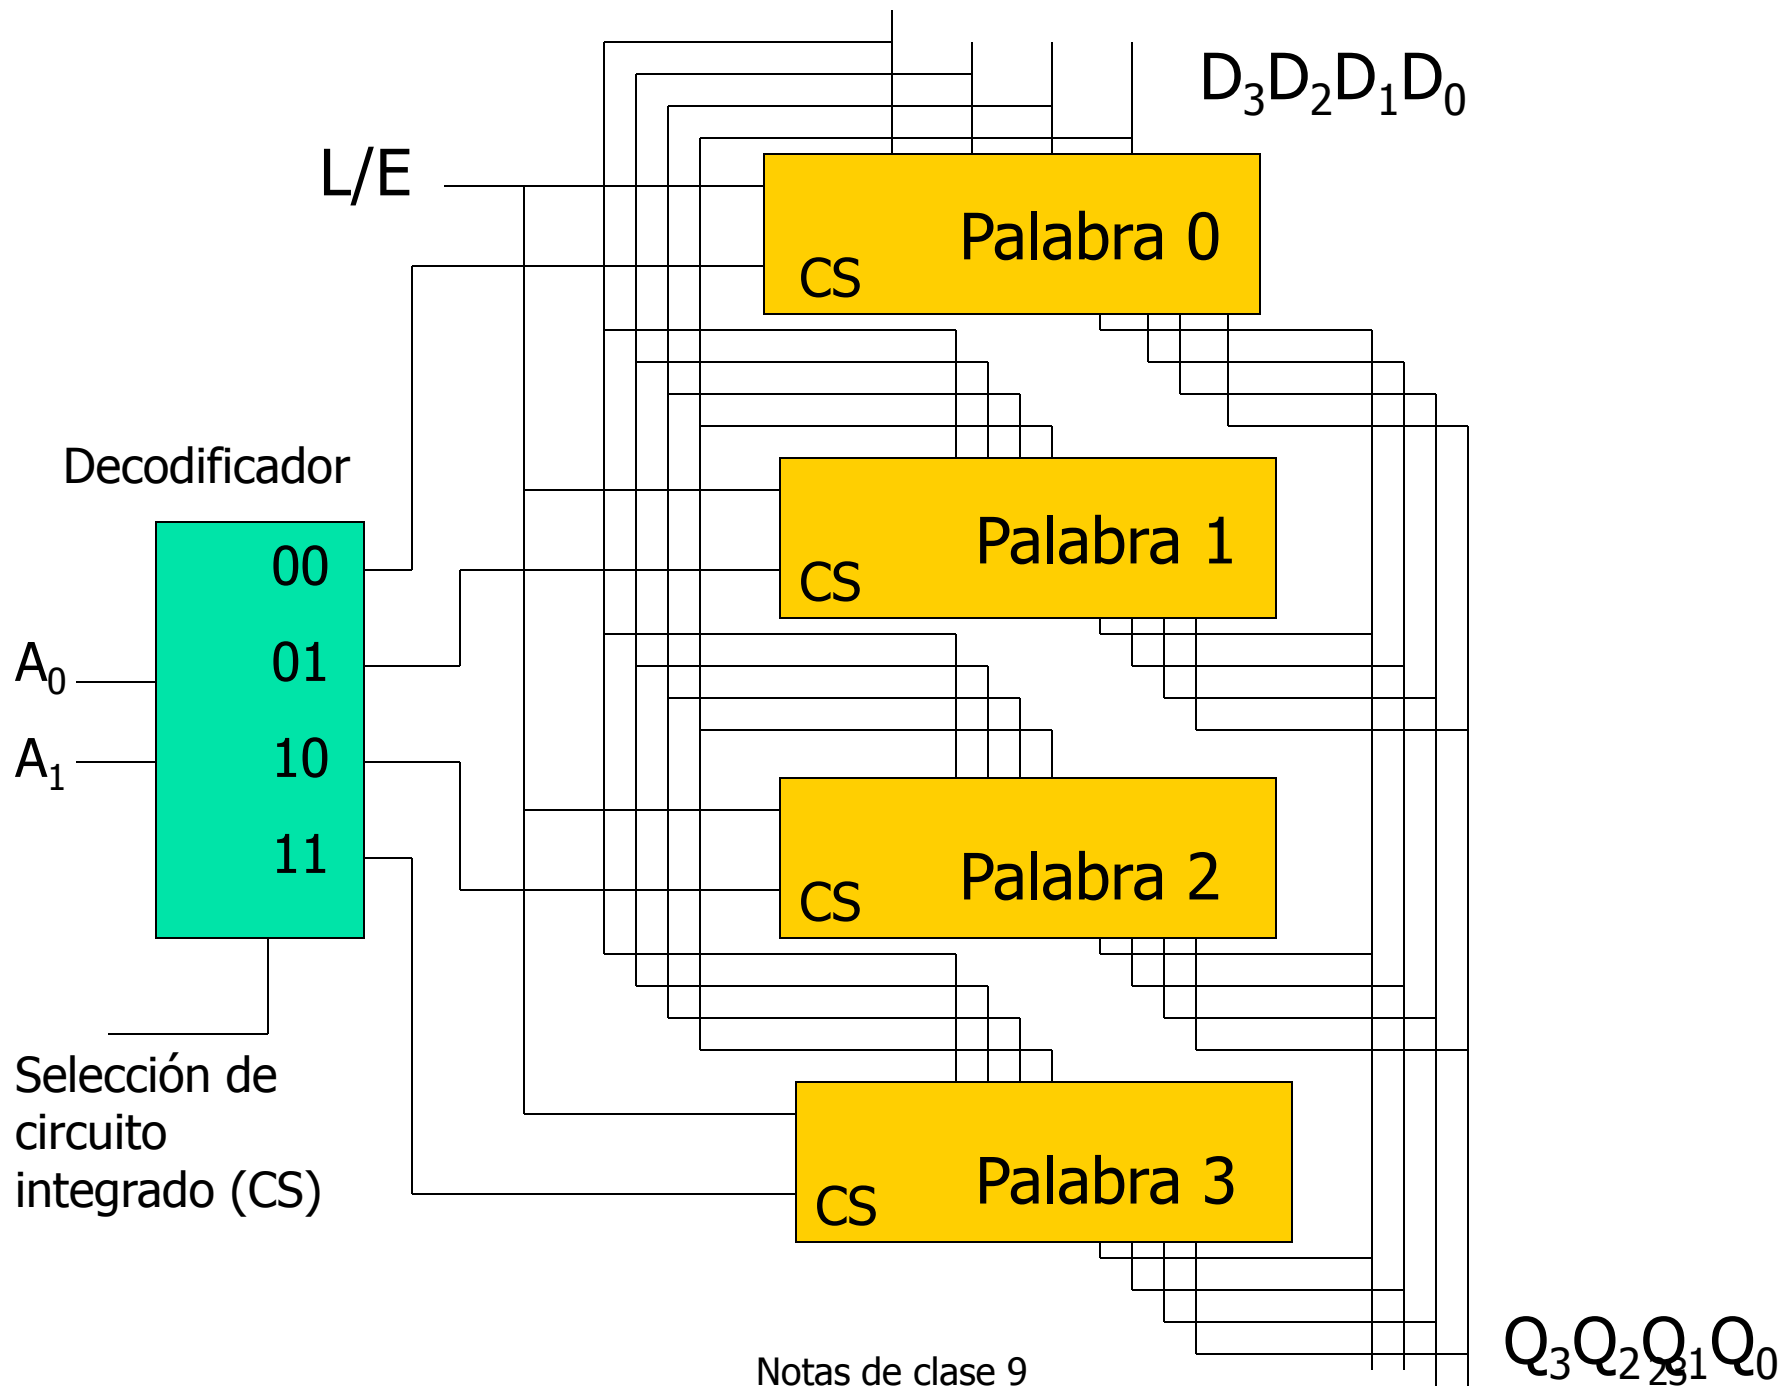 D3D2D1D0
L/E
Palabra 0
CS
Decodificador
Palabra 1
CS
00
01
10
11
A0
A1
Palabra 2
CS
Selección de
circuito
integrado (CS)
Palabra 3
CS
Q3Q2Q1Q0
Notas de clase 9
23